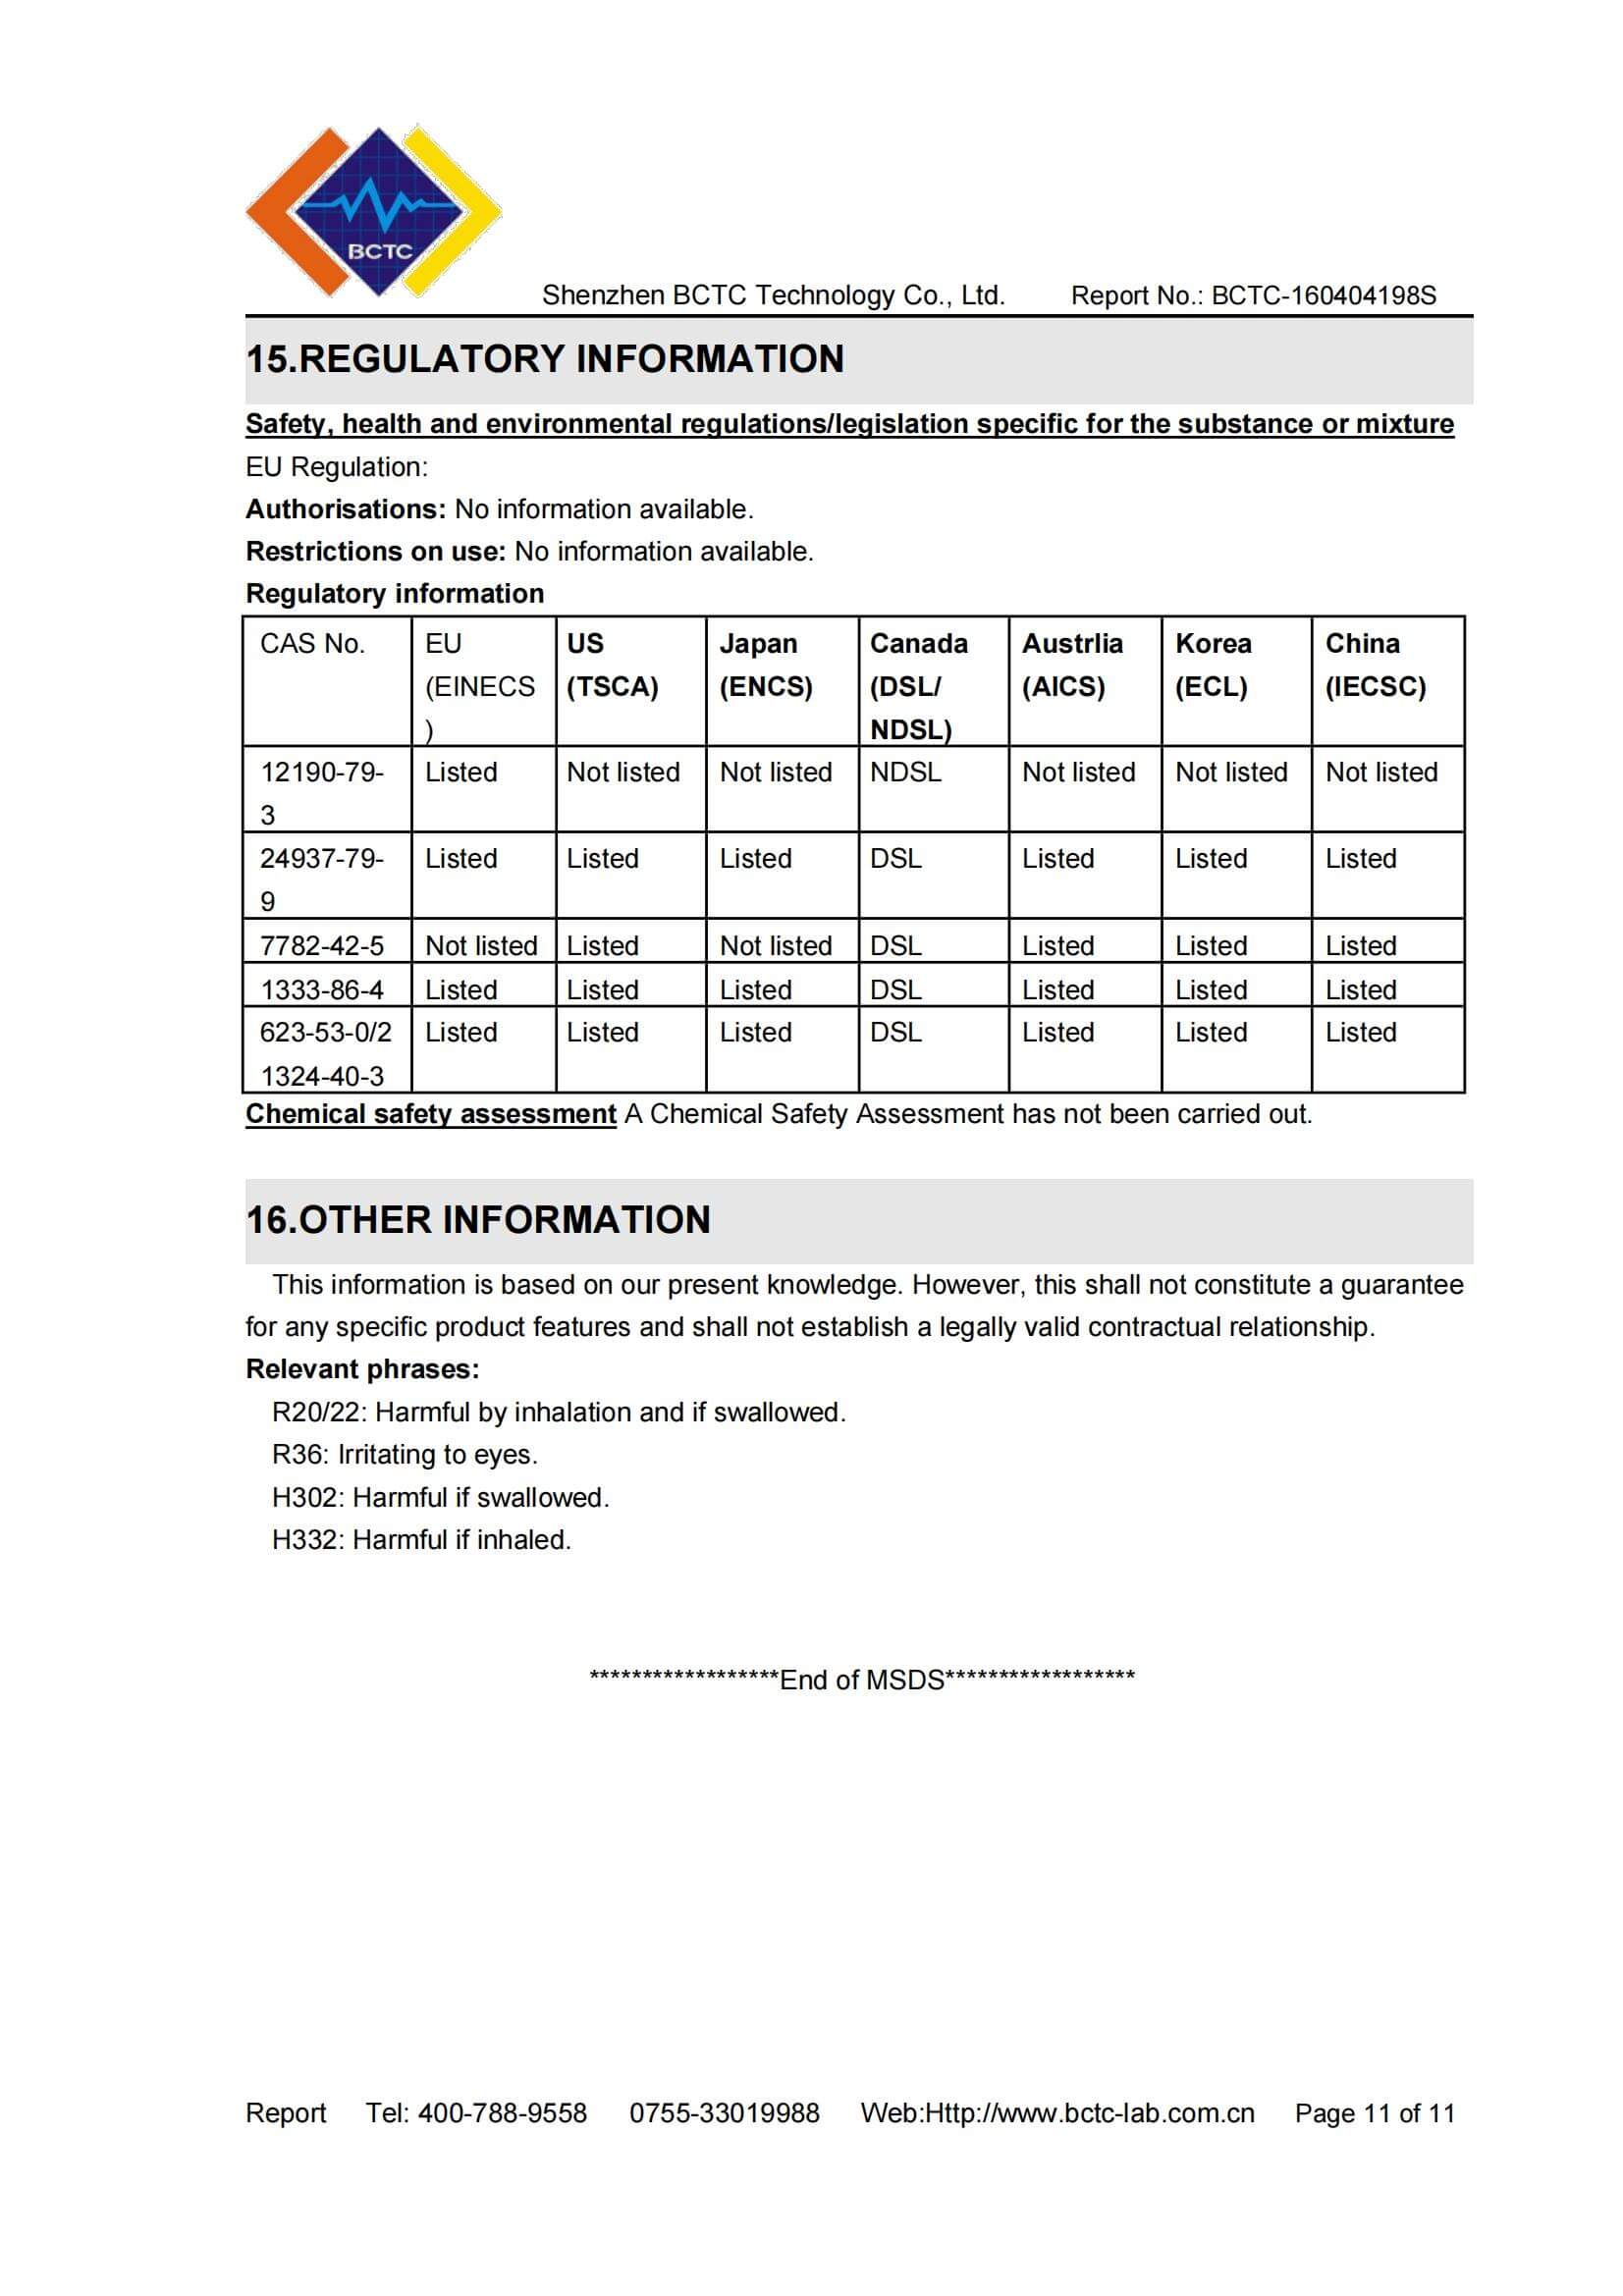 BCTC
Shenzhen BCTC Technology Co., Ltd. Report No.: BCTC-160404198S
15.REGULATORY INFORMATION
Safety, health and environmental regulations/legislation specific for the substance or mixture
EU Regulation:
Authorisations: No information available.
Restrictions on use: No information available.
Regulatory information
CAS No. EU US Japan Canada Austrlia Korea China
(EINECS (TSCA) (ENCS) (DSL/ (AICS) (ECL) (IECSC)
) NDSL)
12190-79- Listed Not listed Not listed NDSL Not listed Not listed Not listed
3
24937-79- Listed Listed Listed DSL Listed Listed Listed
9
7782-42-5 Not listed Listed Not listed DSL Listed Listed Listed
1333-86-4 Listed Listed Listed DSL Listed Listed Listed
623-53-0/2 Listed Listed Listed DSL Listed Listed Listed
1324-40-3
Chemical safety assessment A Chemical Safety Assessment has not been carried out.
16.OTHER INFORMATION
This information is based on our present knowledge. However, this shall not constitute a guarantee
for any specific product features and shall not establish a legally valid contractual relationship.
Relevant phrases:
R20/22: Harmful by inhalation and if swallowed.
R36: Irritating to eyes.
H302: Harmful if swallowed.
H332: Harmful if inhaled.
******************End of MSDS******************
Report Tel: 400-788-9558 0755-33019988 Web:Http://www.bctc-lab.com.cn Page 11 of 11